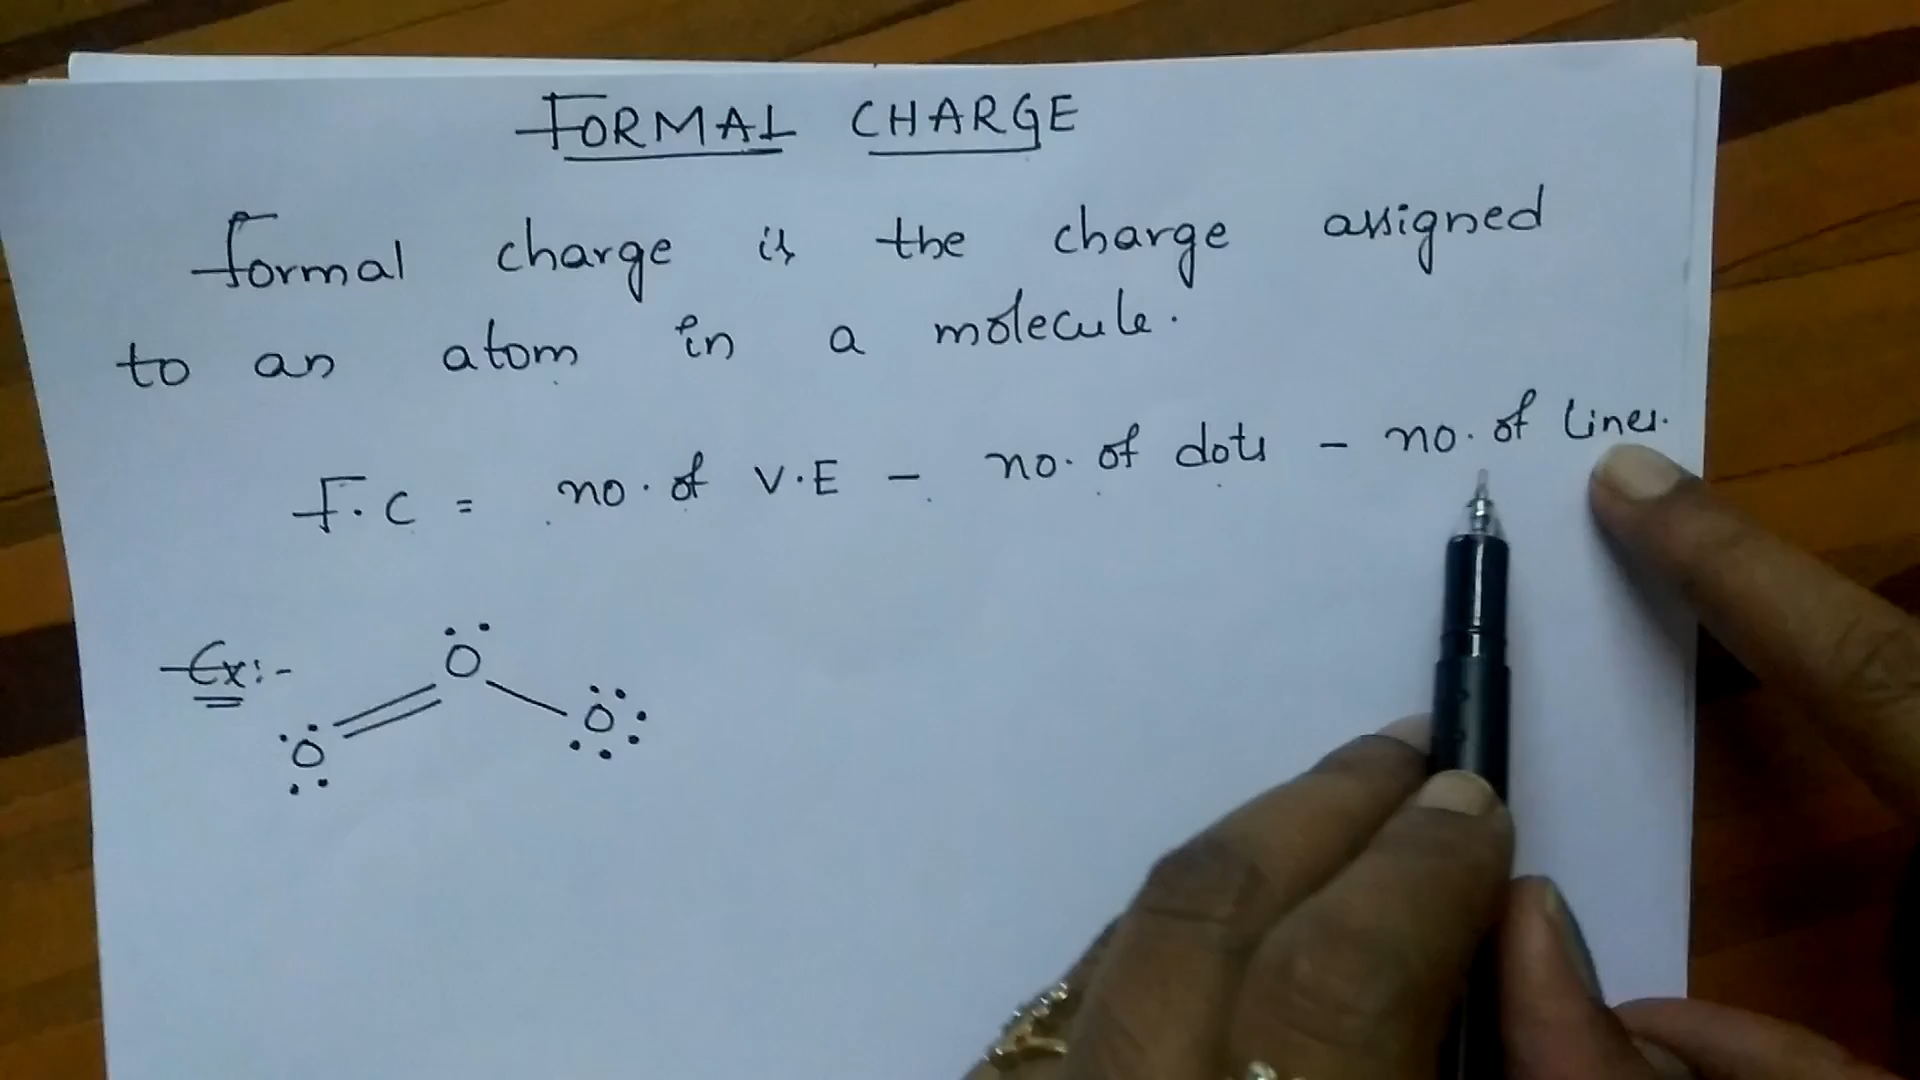 FORMAL CHARGE
Formal charge is the charge assigned
to an atom in a molecule.
F.C = no. of V.E - no. of dots - no. of lines.
Ex:-
O
O
O